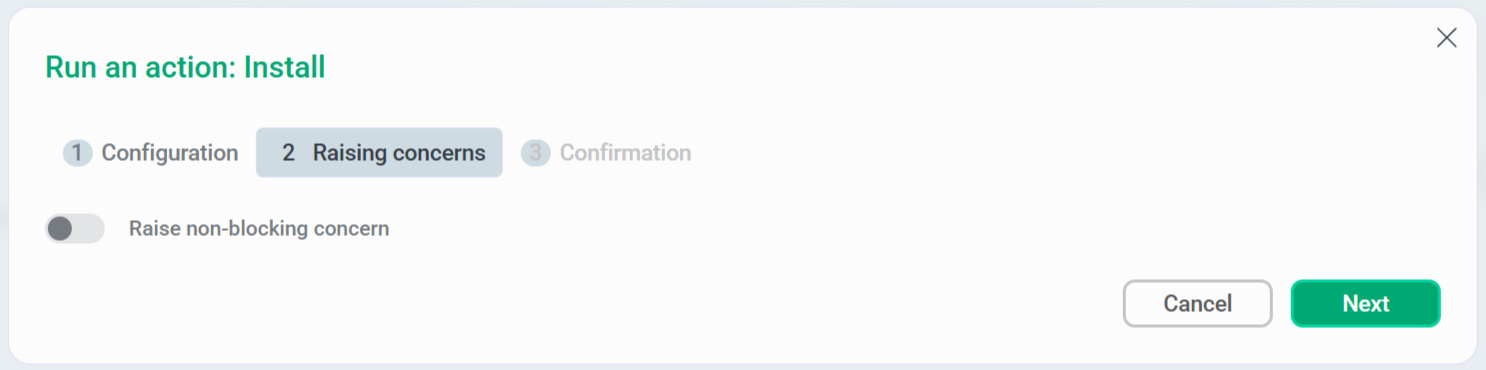 Run an action: Install
1 Configuration 2 Raising concerns 3 Confirmation
Raise non-blocking concern
Cancel Next